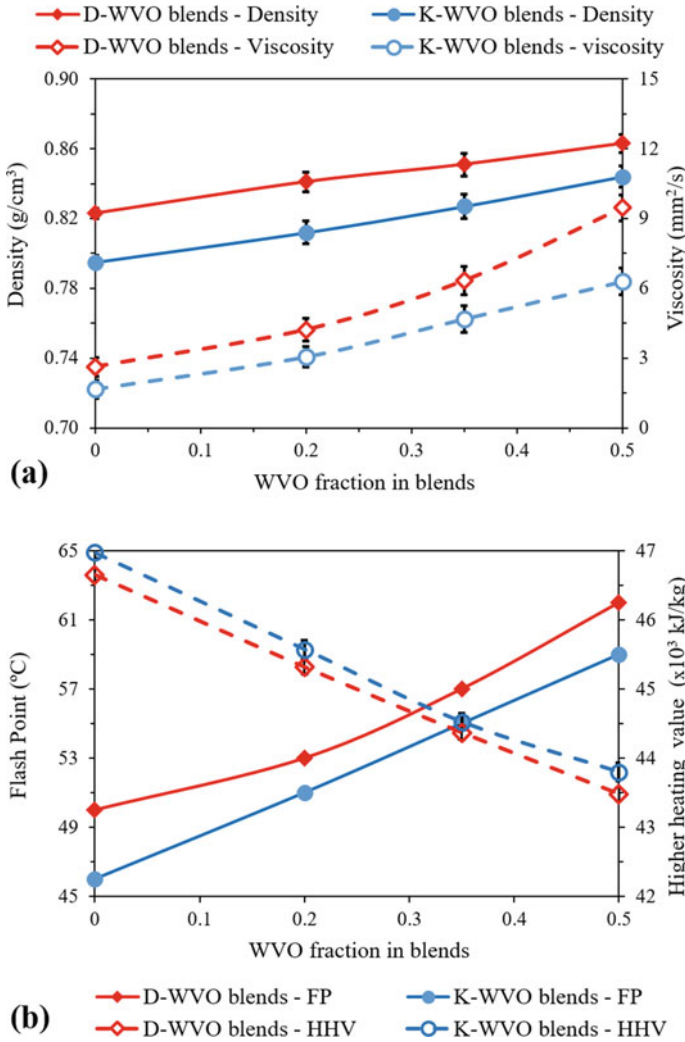 D-WVO blends - Density K-WVO blends - Density
D-WVO blends - Viscosity K-WVO blends - viscosity
0.90 15
0.86 12
0.82 9
0.78 6
0.74 3
0.70 0
Density (g/cm³)
Viscosity (mm²/s)
0 0.1 0.2 0.3 0.4 0.5
WVO fraction in blends
(a)
65 47
61 46
57 45
53 44
49 43
45 42
Flash Point (ºC)
Higher heating value (x10³ kJ/kg)
0 0.1 0.2 0.3 0.4 0.5
WVO fraction in blends
D-WVO blends - FP K-WVO blends - FP
D-WVO blends - HHV K-WVO blends - HHV
(b)